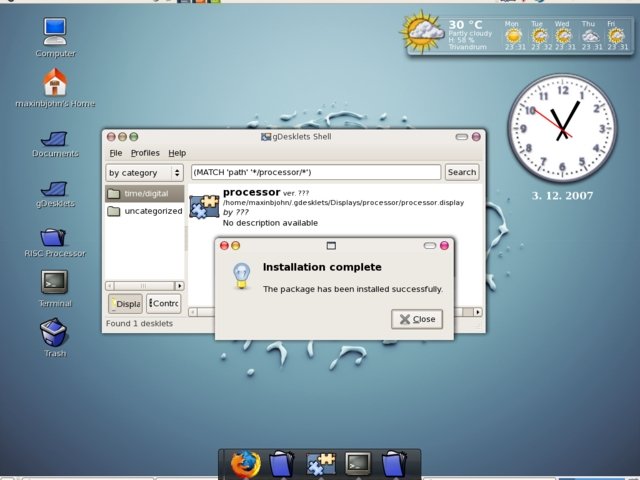 Computer
maxinbjohn's Home
Documents
gDesklets
RISC Processor
Terminal
Trash
30 °C
Partly cloudy
H: 58 %
Trivandrum
Mon Tue Wed Thu Fri
23 31 23 32 23 31 23 31 23 31
3. 12. 2007
gDesklets Shell
File Profiles Help
by category
(MATCH 'path' '*/processor/*')
Search
time/digital
uncategorized
processor ver. ???
/home/maxinbjohn/.gdesklets/Displays/processor/processor.display
by ???
No description available
Displa
Contro
Found 1 desklets
Installation complete
The package has been installed successfully.
Close